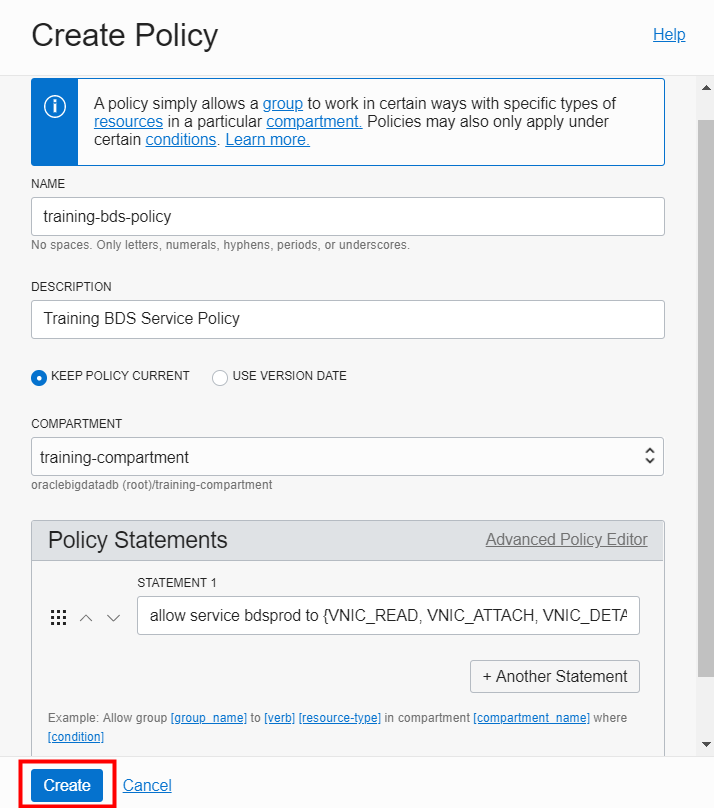 Create Policy
Help
A policy simply allows a group to work in certain ways with specific types of
resources in a particular compartment. Policies may also only apply under
certain conditions. Learn more.
NAME
training-bds-policy
No spaces. Only letters, numerals, hyphens, periods, or underscores.
DESCRIPTION
Training BDS Service Policy
KEEP POLICY CURRENT USE VERSION DATE
COMPARTMENT
training-compartment
oraclebigdatadb (root)/training-compartment
Policy Statements Advanced Policy Editor
STATEMENT 1
allow service bdsprod to {VNIC_READ, VNIC_ATTACH, VNIC_DETA
+ Another Statement
Example: Allow group [group_name] to [verb] [resource-type] in compartment [compartment_name] where
[condition]
Create Cancel